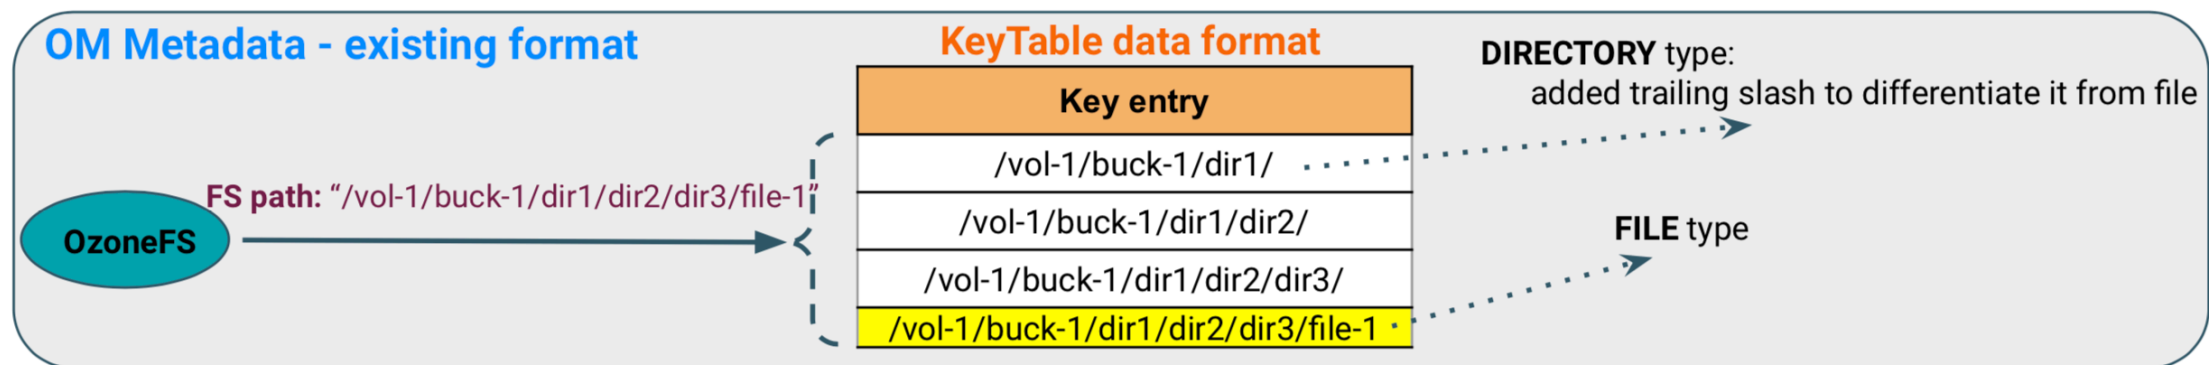 OM Metadata - existing format
KeyTable data format
DIRECTORY type:
added trailing slash to differentiate it from file
Key entry
/vol-1/buck-1/dir1/
FS path: “/vol-1/buck-1/dir1/dir2/dir3/file-1”
/vol-1/buck-1/dir1/dir2/
FILE type
OzoneFS
/vol-1/buck-1/dir1/dir2/dir3/
/vol-1/buck-1/dir1/dir2/dir3/file-1